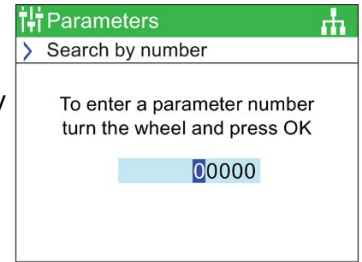 Parameters
> Search by number
To enter a parameter number
turn the wheel and press OK
00000